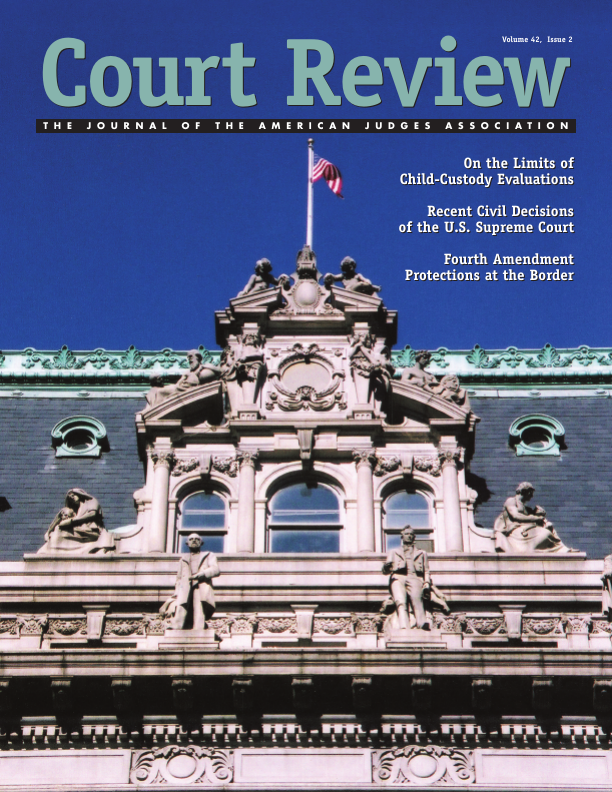 Volume 42, Issue 2
Court Review
THE JOURNAL OF THE AMERICAN JUDGES ASSOCIATION
On the Limits of
Child-Custody Evaluations
Recent Civil Decisions
of the U.S. Supreme Court
Fourth Amendment
Protections at the Border